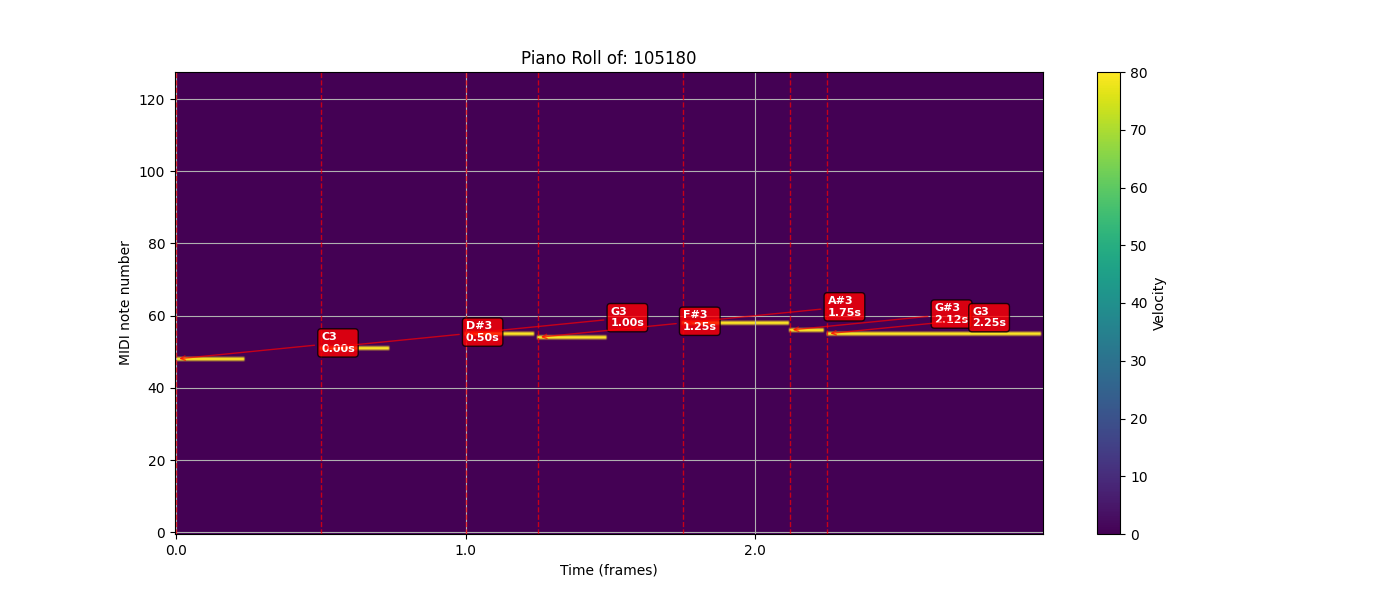 Piano Roll of: 105180
MIDI note number
120
100
80
60
40
20
0
C3
0.00s
D#3
0.50s
G3
1.00s
F#3
1.25s
A#3
1.75s
G#3
2.12s
G3
2.25s
0.0
1.0
2.0
Time (frames)
80
70
60
50
40
30
20
10
0
Velocity